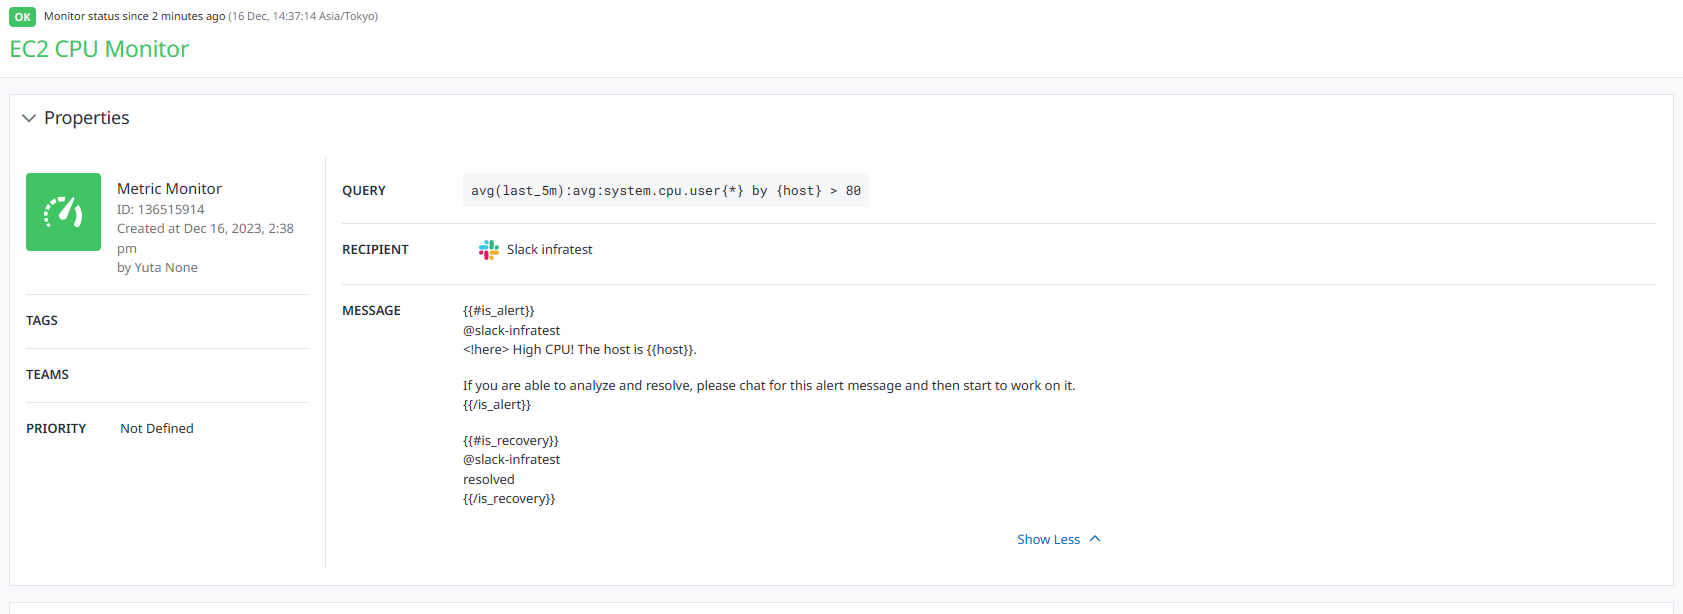 OK Monitor status since 2 minutes ago (16 Dec, 14:37:14 Asia/Tokyo)
EC2 CPU Monitor
Properties
Metric Monitor
ID: 136515914
Created at Dec 16, 2023, 2:38
pm
by Yuta None
TAGS
TEAMS
PRIORITY Not Defined
QUERY avg(last_5m):avg:system.cpu.user{*} by {host} > 80
RECIPIENT Slack infratest
MESSAGE {{#is_alert}}
@slack-infratest
<!here> High CPU! The host is {{host}}.
If you are able to analyze and resolve, please chat for this alert message and then start to work on it.
{{/is_alert}}
{{#is_recovery}}
@slack-infratest
resolved
{{/is_recovery}}
Show Less